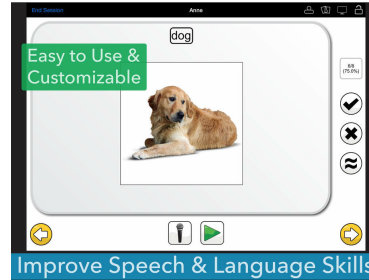 End Session
Anne
dog
Easy to Use &
Customizable
6/8
(75.0%)
Improve Speech & Language Skills